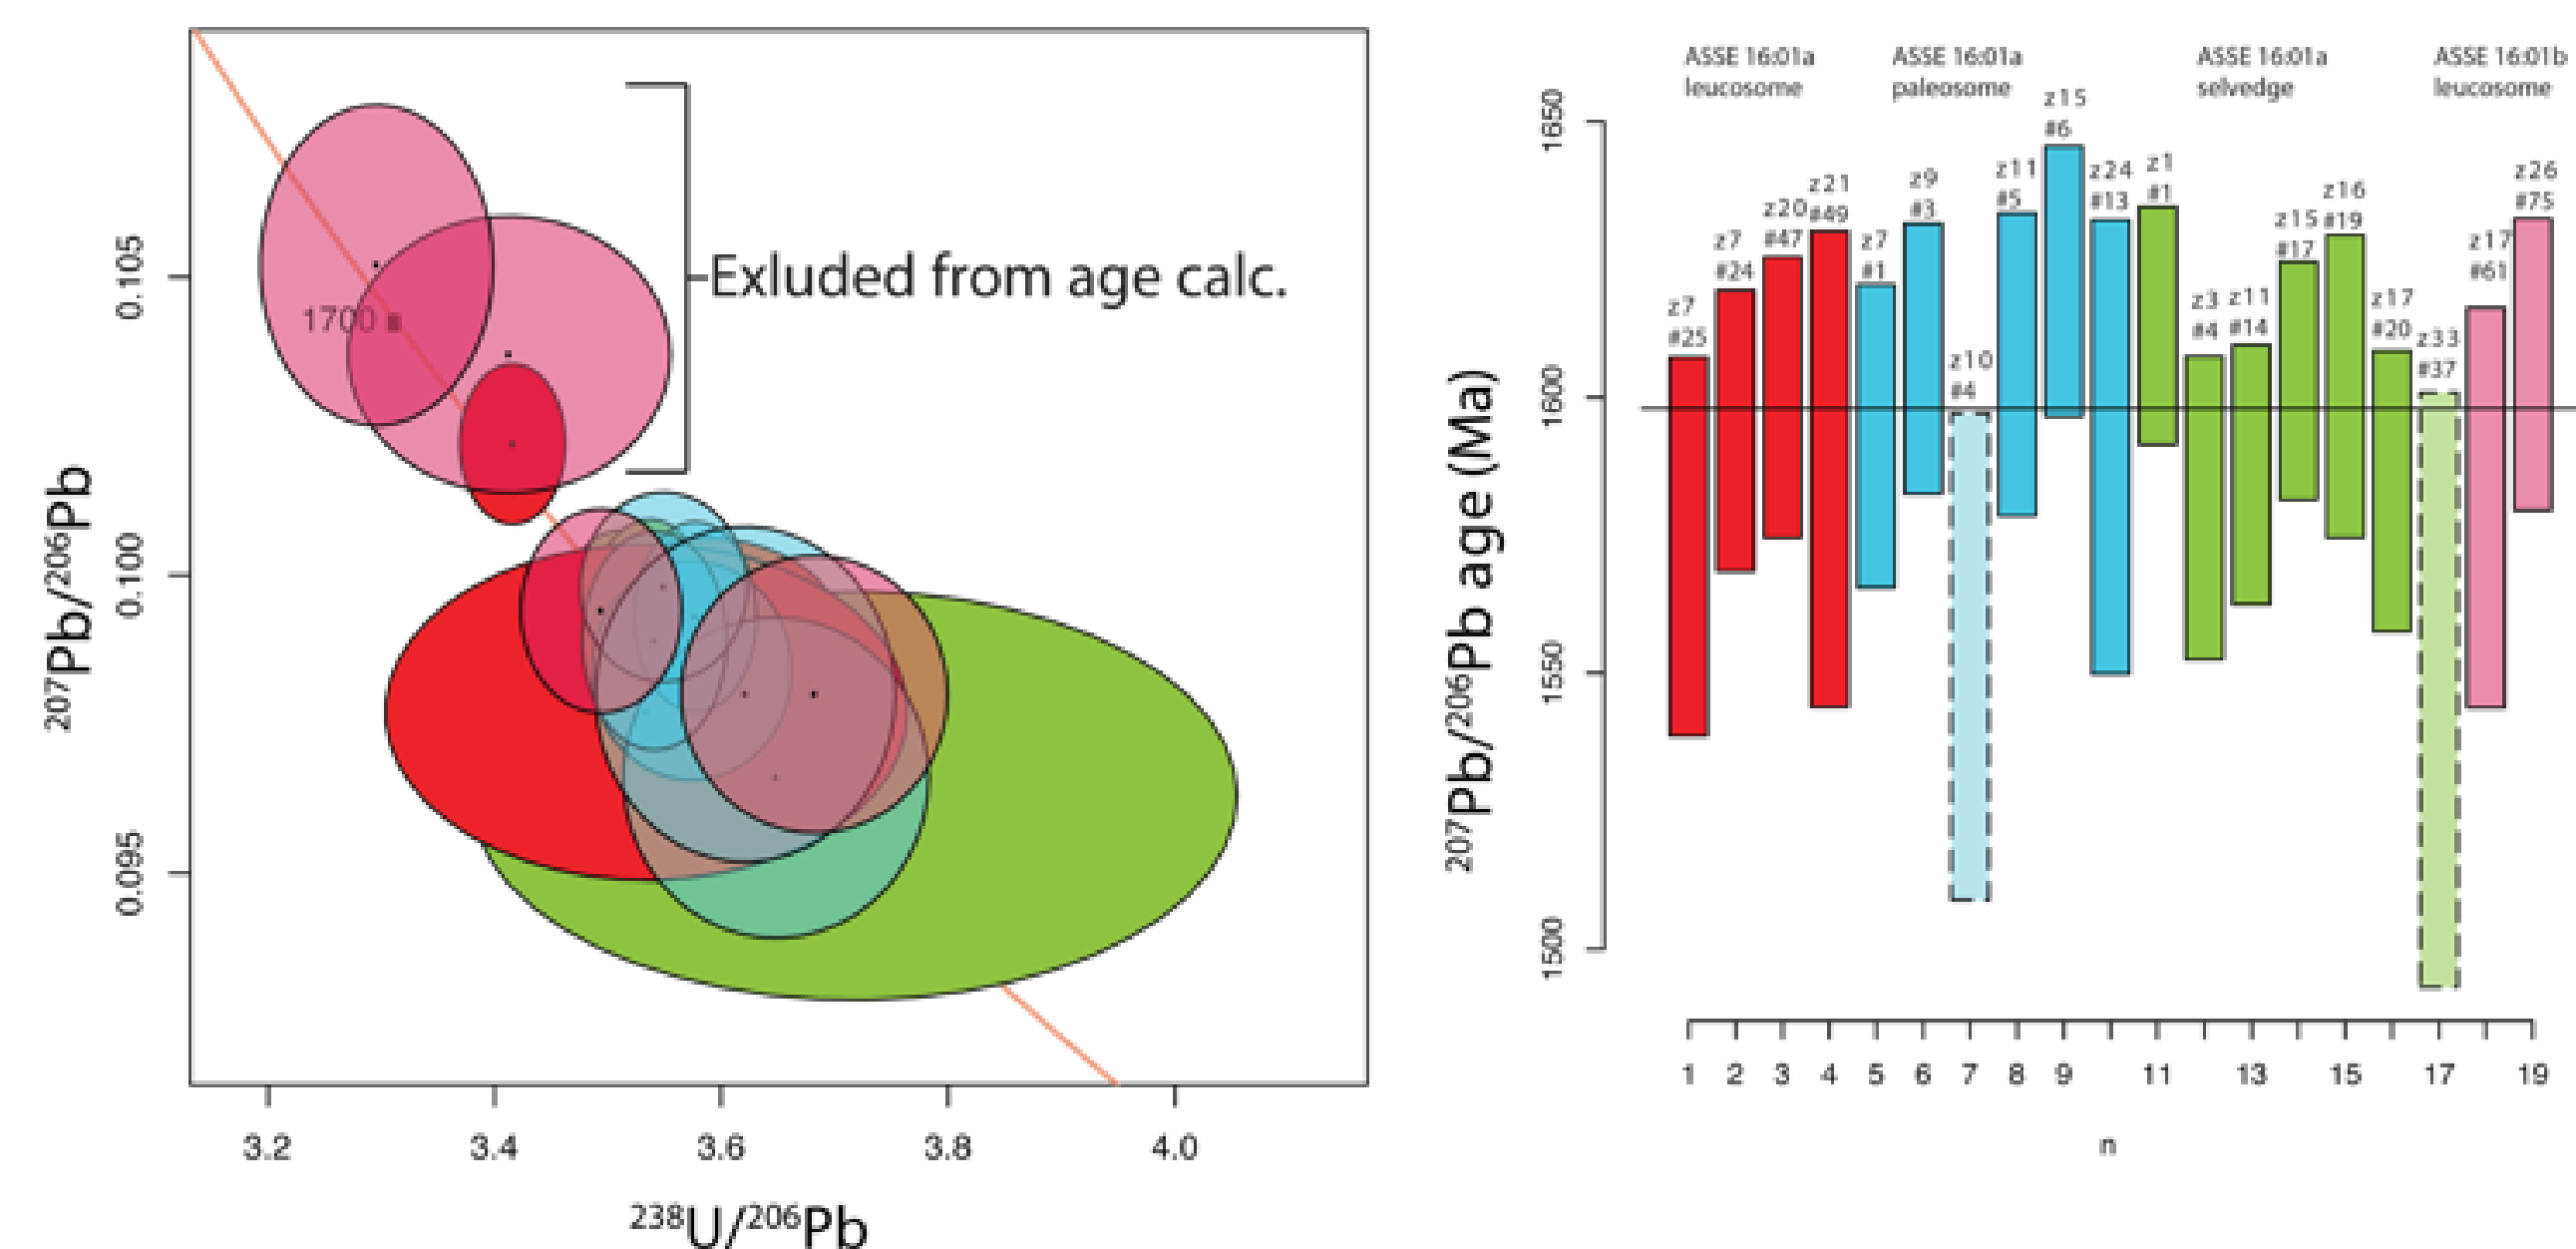 Exluded from age calc.
1700
0.105
0.100
0.095
²⁰⁷Pb/²⁰⁶Pb
3.2 3.4 3.6 3.8 4.0
²³⁸U/²⁰⁶Pb
ASSE 16:01a
leucosome
ASSE 16:01a
paleosome
ASSE 16:01a
selvedge
ASSE 16:01b
leucosome
z7
#25
z7
#24
z20
#47
z21
#49
z7
#1
z9
#3
z10
#4
z11
#5
z15
#6
z24
#13
z1
#1
z3
#4
z11
#14
z15
#17
z16
#19
z17
#20
z33
#37
z17
#61
z26
#75
1650
1600
1550
1500
²⁰⁷Pb/²⁰⁶Pb age (Ma)
1 2 3 4 5 6 7 8 9 11 13 15 17 19
n